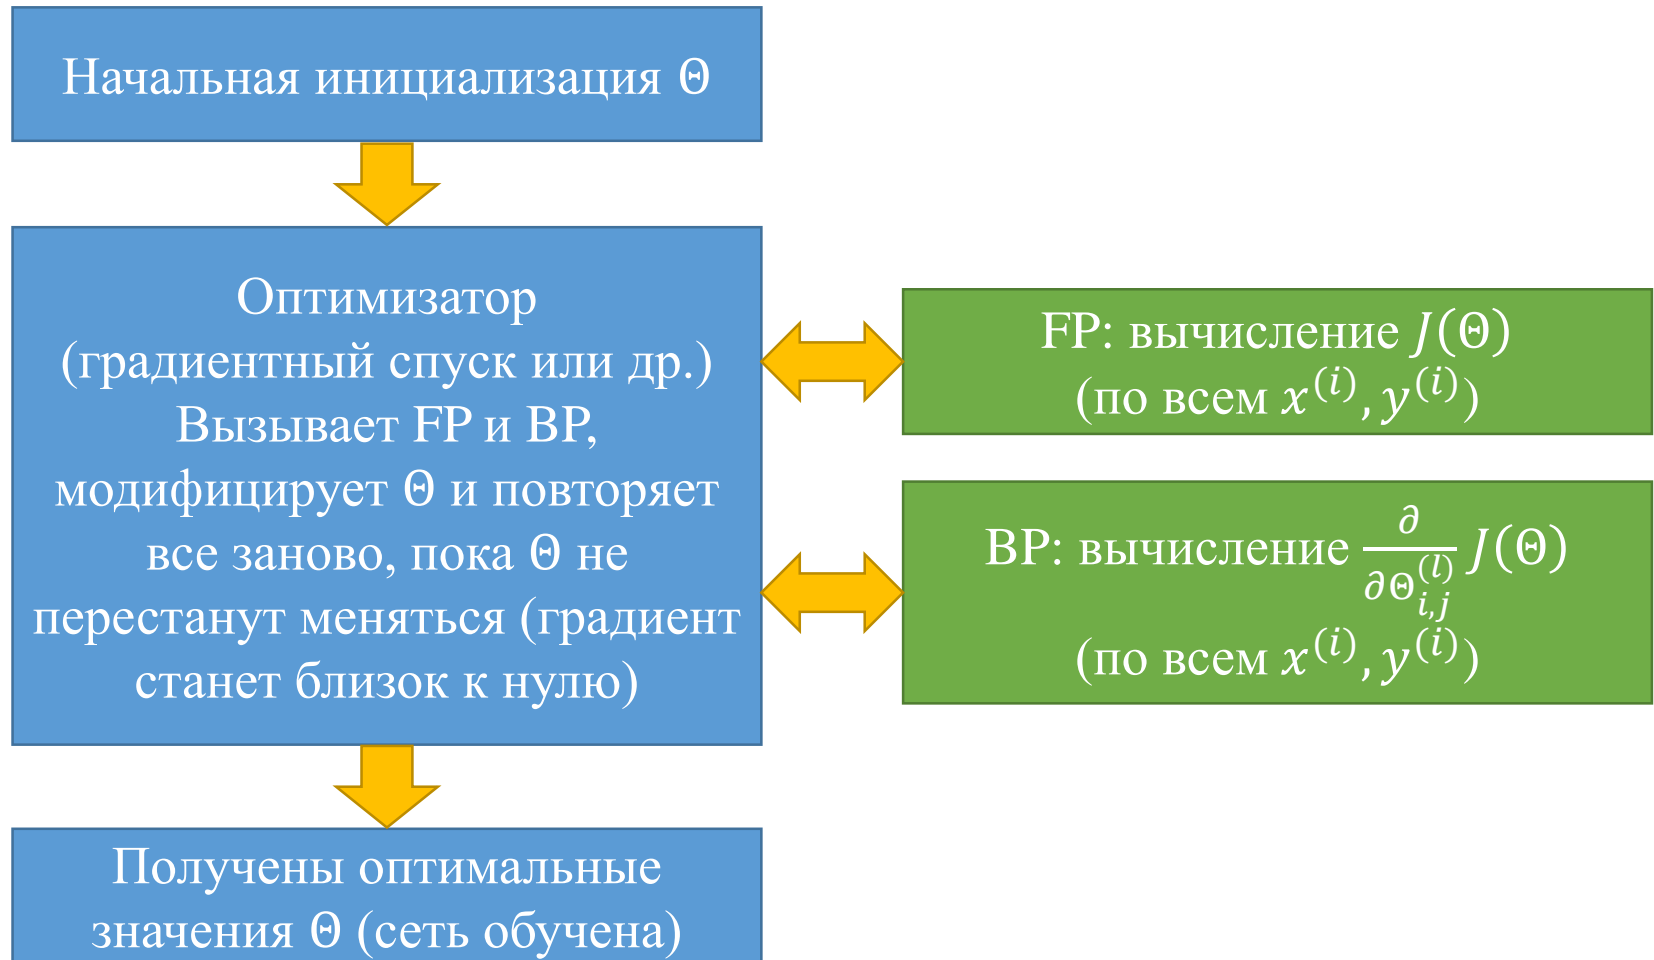 Начальная инициализация Θ
Оптимизатор
(градиентный спуск или др.)
Вызывает FP и BP,
модифицирует Θ и повторяет
все заново, пока Θ не
перестанут меняться (градиент
станет близок к нулю)
FP: вычисление J(Θ)
(по всем x^(i), y^(i))
BP: вычисление ∂/∂Θ_{i,j}^{(l)} J(Θ)
(по всем x^(i), y^(i))
Получены оптимальные
значения Θ (сеть обучена)